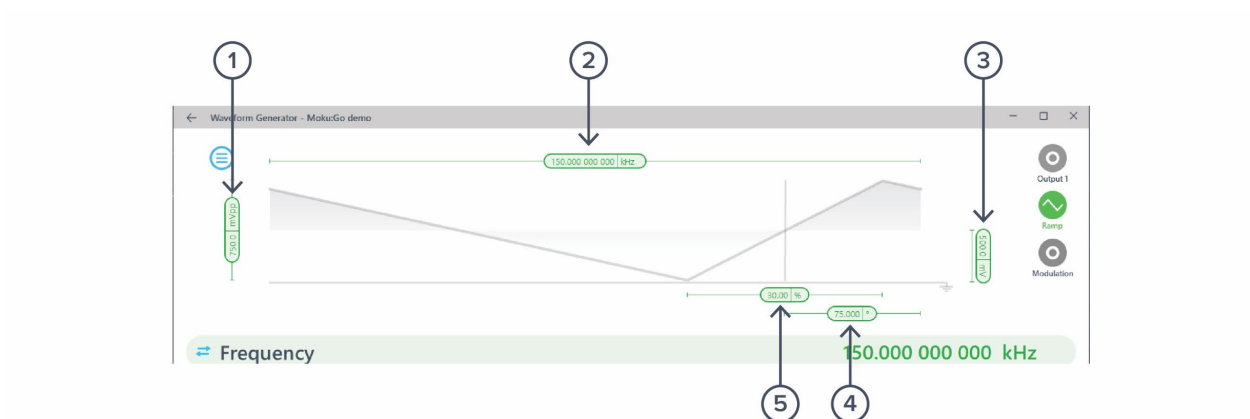 1 2 3
Waveform Generator - Moku:Go demo
150.000 000 000 kHz
Output 1
750.0 mVpp
Ramp
500.0 mV
Modulation
30.00 %
75.000 °
Frequency 150.000 000 000 kHz
5 4